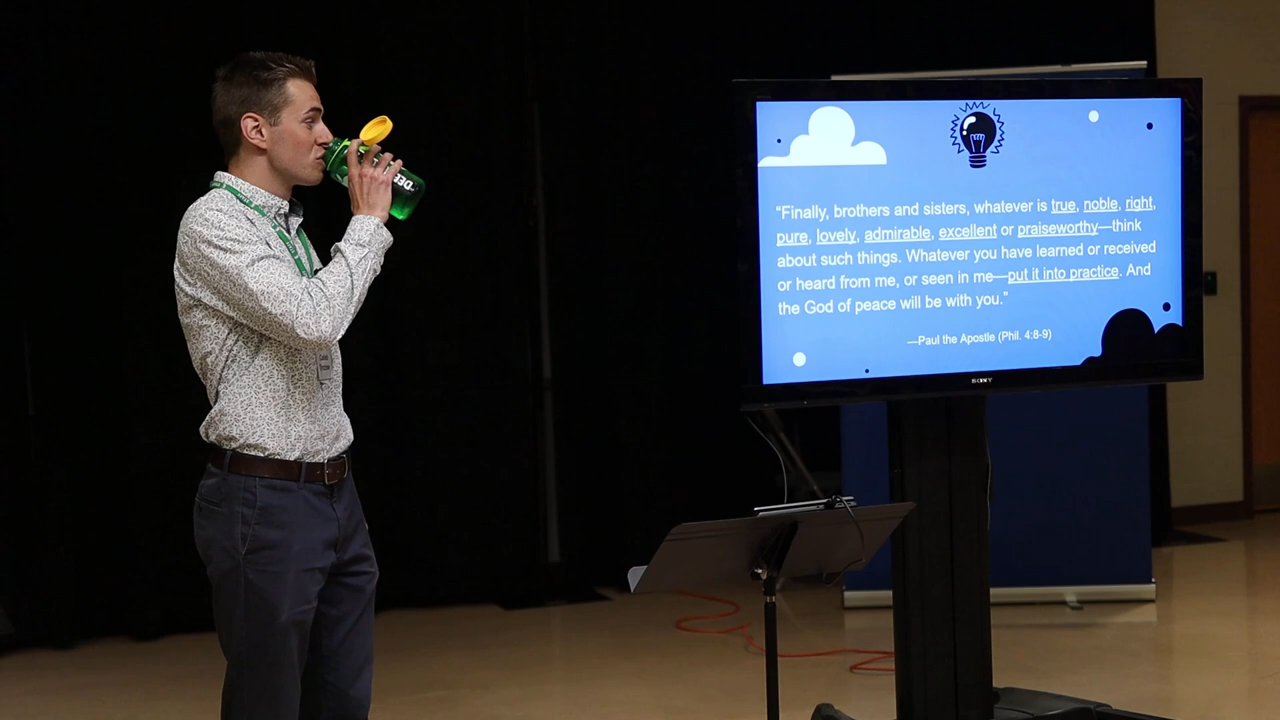 “Finally, brothers and sisters, whatever is true, noble, right,
pure, lovely, admirable, excellent or praiseworthy—think
about such things. Whatever you have learned or received
or heard from me, or seen in me—put it into practice. And
the God of peace will be with you.”
—Paul the Apostle (Phil. 4:8-9)
SONY